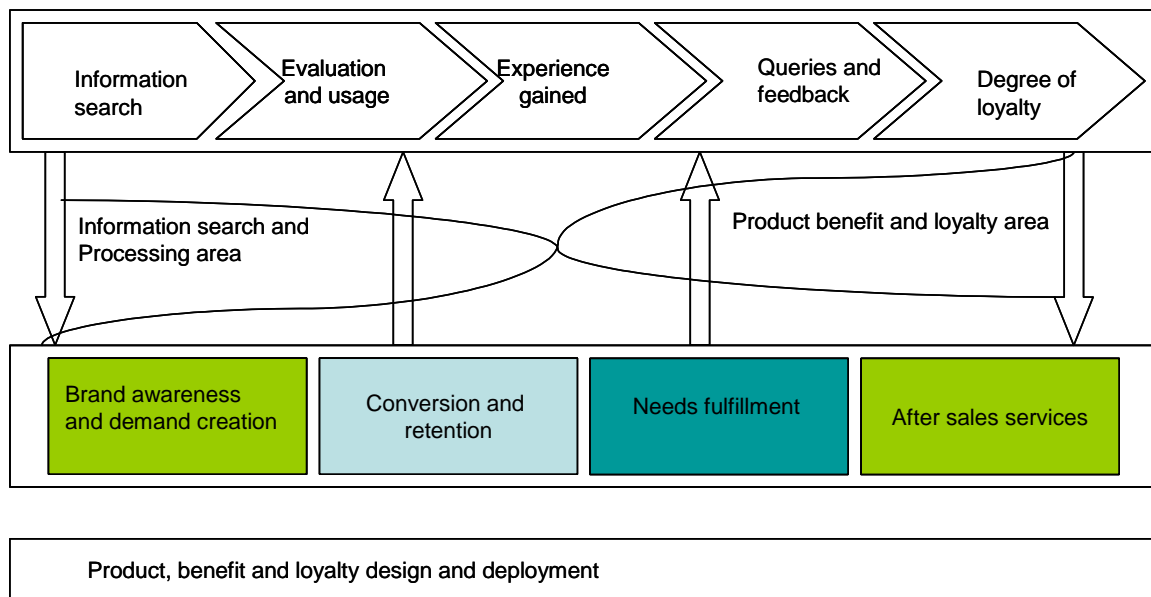 Information
search
Evaluation
and usage
Experience
gained
Queries and
feedback
Degree of
loyalty
Information search and
Processing area
Product benefit and loyalty area
Brand awareness
and demand creation
Conversion and
retention
Needs fulfillment
After sales services
Product, benefit and loyalty design and deployment